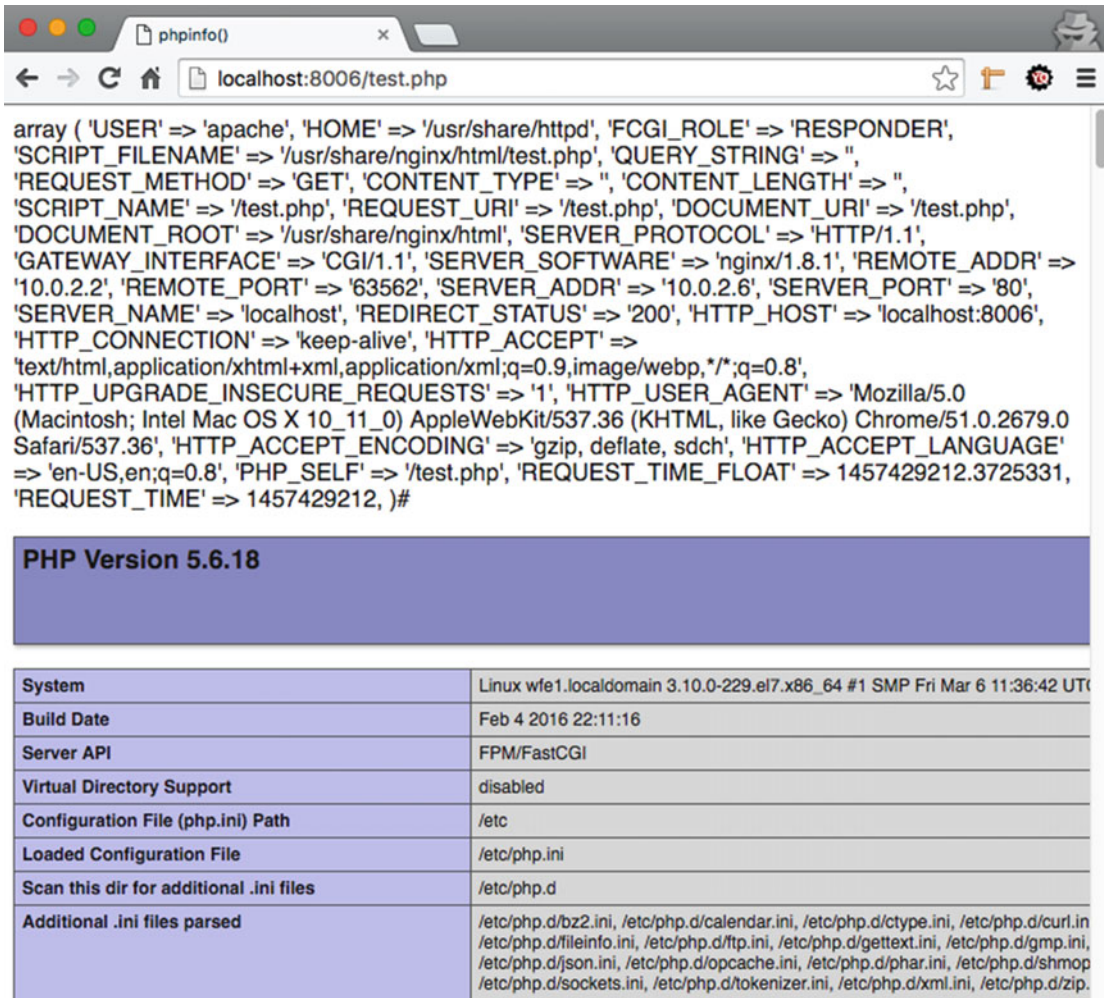 phpinfo()
localhost:8006/test.php
array ( 'USER' => 'apache', 'HOME' => '/usr/share/httpd', 'FCGI_ROLE' => 'RESPONDER',
'SCRIPT_FILENAME' => '/usr/share/nginx/html/test.php', 'QUERY_STRING' => '',
'REQUEST_METHOD' => 'GET', 'CONTENT_TYPE' => '', 'CONTENT_LENGTH' => '',
'SCRIPT_NAME' => '/test.php', 'REQUEST_URI' => '/test.php', 'DOCUMENT_URI' => '/test.php',
'DOCUMENT_ROOT' => '/usr/share/nginx/html', 'SERVER_PROTOCOL' => 'HTTP/1.1',
'GATEWAY_INTERFACE' => 'CGI/1.1', 'SERVER_SOFTWARE' => 'nginx/1.8.1', 'REMOTE_ADDR' =>
'10.0.2.2', 'REMOTE_PORT' => '63562', 'SERVER_ADDR' => '10.0.2.6', 'SERVER_PORT' => '80',
'SERVER_NAME' => 'localhost', 'REDIRECT_STATUS' => '200', 'HTTP_HOST' => 'localhost:8006',
'HTTP_CONNECTION' => 'keep-alive', 'HTTP_ACCEPT' =>
'text/html,application/xhtml+xml,application/xml;q=0.9,image/webp,*/*;q=0.8',
'HTTP_UPGRADE_INSECURE_REQUESTS' => '1', 'HTTP_USER_AGENT' => 'Mozilla/5.0
(Macintosh; Intel Mac OS X 10_11_0) AppleWebKit/537.36 (KHTML, like Gecko) Chrome/51.0.2679.0
Safari/537.36', 'HTTP_ACCEPT_ENCODING' => 'gzip, deflate, sdch', 'HTTP_ACCEPT_LANGUAGE'
=> 'en-US,en;q=0.8', 'PHP_SELF' => '/test.php', 'REQUEST_TIME_FLOAT' => 1457429212.3725331,
'REQUEST_TIME' => 1457429212, )#
PHP Version 5.6.18
System Linux wfe1.localdomain 3.10.0-229.el7.x86_64 #1 SMP Fri Mar 6 11:36:42 UTC
Build Date Feb 4 2016 22:11:16
Server API FPM/FastCGI
Virtual Directory Support disabled
Configuration File (php.ini) Path /etc
Loaded Configuration File /etc/php.ini
Scan this dir for additional .ini files /etc/php.d
Additional .ini files parsed /etc/php.d/bz2.ini, /etc/php.d/calendar.ini, /etc/php.d/ctype.ini, /etc/php.d/curl.in
/etc/php.d/fileinfo.ini, /etc/php.d/ftp.ini, /etc/php.d/gettext.ini, /etc/php.d/gmp.ini,
/etc/php.d/json.ini, /etc/php.d/opcache.ini, /etc/php.d/phar.ini, /etc/php.d/shmop
/etc/php.d/sockets.ini, /etc/php.d/tokenizer.ini, /etc/php.d/xml.ini, /etc/php.d/zip.